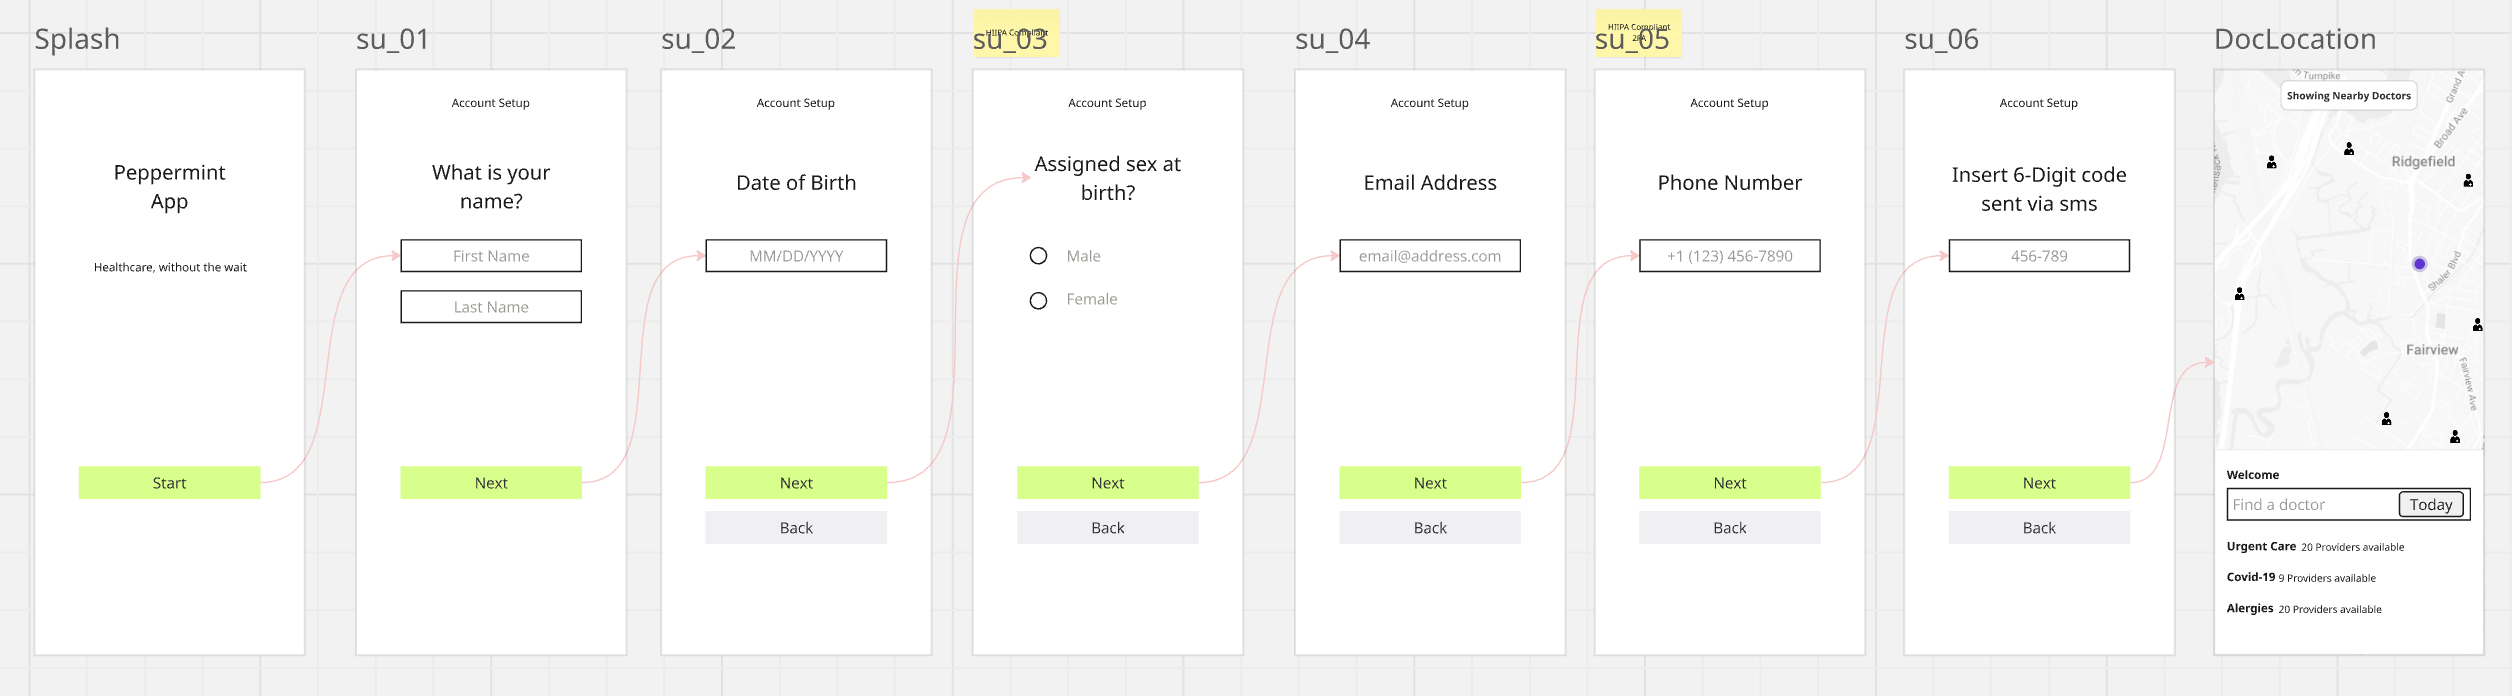 Splash
Peppermint
App
Healthcare, without the wait
Start
su_01
Account Setup
What is your
name?
First Name
Last Name
Next
su_02
Account Setup
Date of Birth
MM/DD/YYYY
Next
Back
HIIPA Compliant
su_03
Account Setup
Assigned sex at
birth?
Male
Female
Next
Back
su_04
Account Setup
Email Address
email@address.com
Next
Back
HIIPA Compliant
2FA
su_05
Account Setup
Phone Number
+1 (123) 456-7890
Next
Back
su_06
Account Setup
Insert 6-Digit code
sent via sms
456-789
Next
Back
DocLocation
Turnpike
Showing Nearby Doctors
Grand A
Broad Ave
Ridgefield
Shaler Blvd
Fairview
Fairview Ave
Welcome
Find a doctor
Today
Urgent Care 20 Providers available
Covid-19 9 Providers available
Alergies 20 Providers available